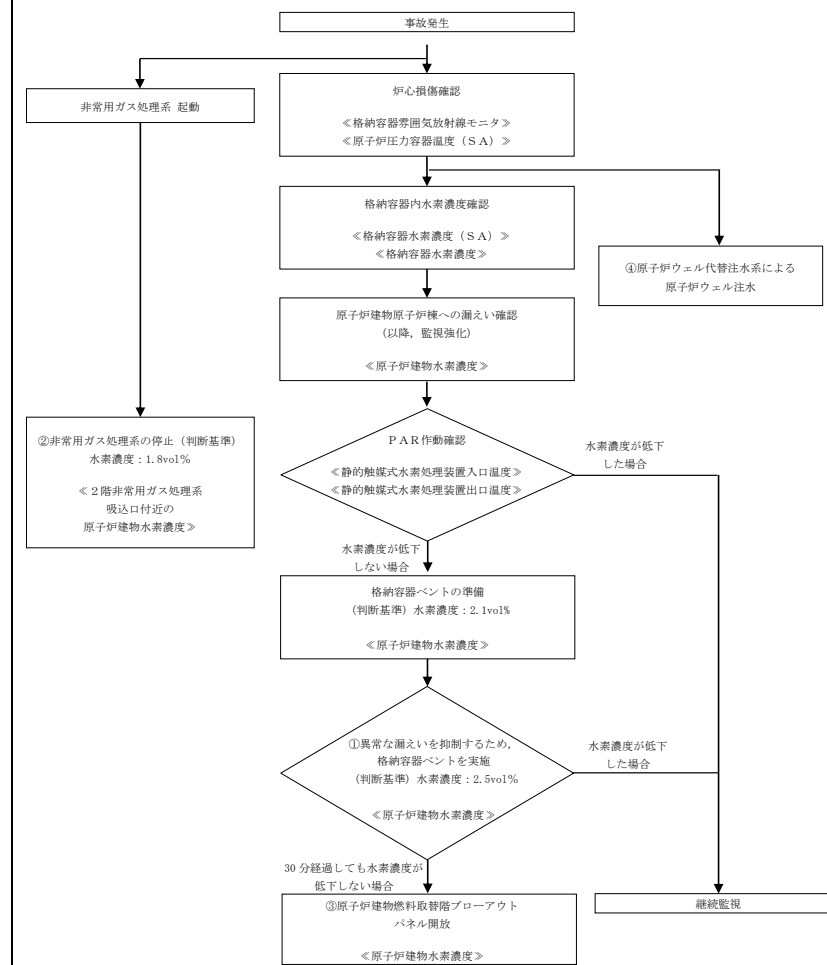 事故発生
非常用ガス処理系 起動
炉心損傷確認
≪格納容器雰囲気放射線モニタ≫
≪原子炉圧力容器温度（ＳＡ）≫
格納容器内水素濃度確認
≪格納容器水素濃度（ＳＡ）≫
≪格納容器水素濃度≫
④原子炉ウェル代替注水系による
原子炉ウェル注水
原子炉建物原子炉棟への漏えい確認
(以降，監視強化)
≪原子炉建物水素濃度≫
②非常用ガス処理系の停止（判断基準）
水素濃度：1.8vol％
≪２階非常用ガス処理系
吸込口付近の
原子炉建物水素濃度≫
ＰＡＲ作動確認
≪静的触媒式水素処理装置入口温度≫
≪静的触媒式水素処理装置出口温度≫
水素濃度が低下
した場合
水素濃度が低下
しない場合
格納容器ベントの準備
(判断基準）水素濃度：2.1vol%
≪原子炉建物水素濃度≫
①異常な漏えいを抑制するため，
格納容器ベントを実施
(判断基準）水素濃度：2.5vol％
≪原子炉建物水素濃度≫
水素濃度が低下
した場合
30分経過しても水素濃度が
低下しない場合
③原子炉建物燃料取替階ブローアウト
パネル開放
≪原子炉建物水素濃度≫
継続監視